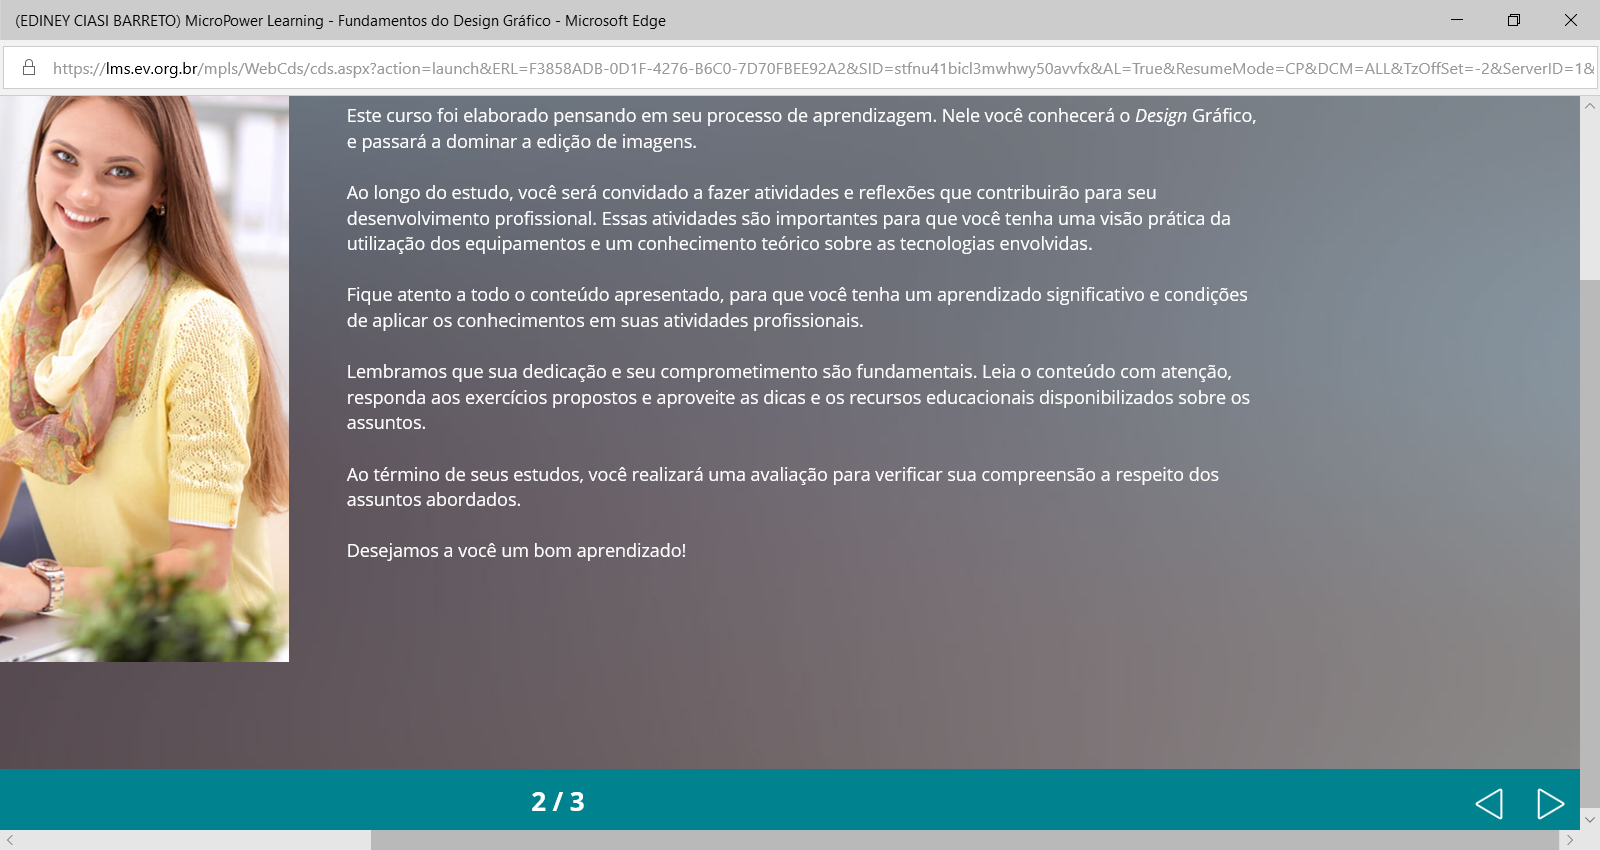 (EDINEY CIASI BARRETO) MicroPower Learning - Fundamentos do Design Gráfico - Microsoft Edge
https://lms.ev.org.br/mpls/WebCds/cds.aspx?action=launch&ERL=F3858ADB-0D1F-4276-B6C0-7D70FBEE92A2&SID=stfnu41bicl3mwhwy50avvfx&AL=True&ResumeMode=CP&DCM=ALL&TzOffSet=-2&ServerID=1&
Este curso foi elaborado pensando em seu processo de aprendizagem. Nele você conhecerá o Design Gráfico,
e passará a dominar a edição de imagens.
Ao longo do estudo, você será convidado a fazer atividades e reflexões que contribuirão para seu
desenvolvimento profissional. Essas atividades são importantes para que você tenha uma visão prática da
utilização dos equipamentos e um conhecimento teórico sobre as tecnologias envolvidas.
Fique atento a todo o conteúdo apresentado, para que você tenha um aprendizado significativo e condições
de aplicar os conhecimentos em suas atividades profissionais.
Lembramos que sua dedicação e seu comprometimento são fundamentais. Leia o conteúdo com atenção,
responda aos exercícios propostos e aproveite as dicas e os recursos educacionais disponibilizados sobre os
assuntos.
Ao término de seus estudos, você realizará uma avaliação para verificar sua compreensão a respeito dos
assuntos abordados.
Desejamos a você um bom aprendizado!
2 / 3